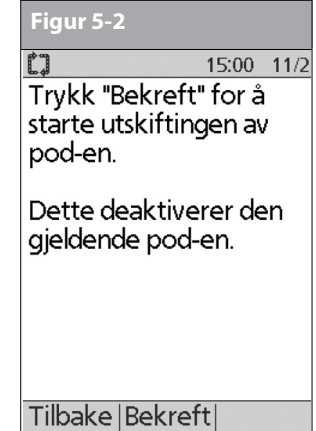 Figur 5-2
15:00 11/2
Trykk "Bekreft" for å
starte utskiftingen av
pod-en.
Dette deaktiverer den
gjeldende pod-en.
Tilbake|Bekreft|